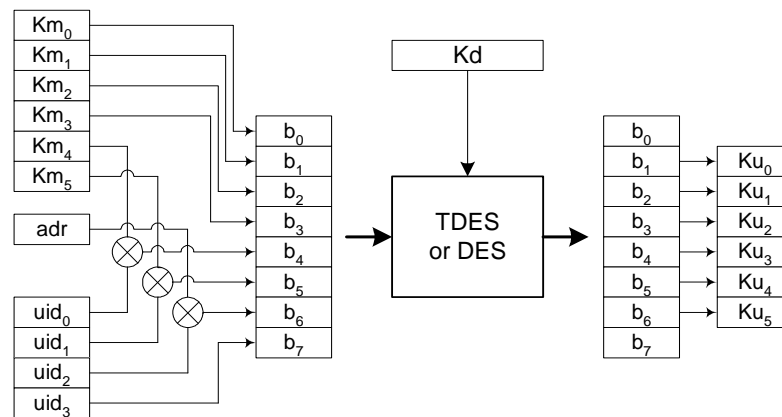 Km₀
Km₁
Km₂
Km₃
Km₄
Km₅
adr
uid₀
uid₁
uid₂
uid₃
b₀
b₁
b₂
b₃
b₄
b₅
b₆
b₇
Kd
TDES
or DES
b₀
b₁
b₂
b₃
b₄
b₅
b₆
b₇
Ku₀
Ku₁
Ku₂
Ku₃
Ku₄
Ku₅